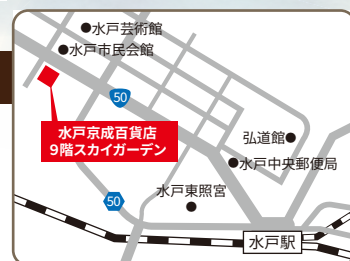 水戸芸術館
水戸市民会館
50
水戸京成百貨店
9階スカイガーデン
弘道館
水戸中央郵便局
水戸東照宮
50
水戸駅